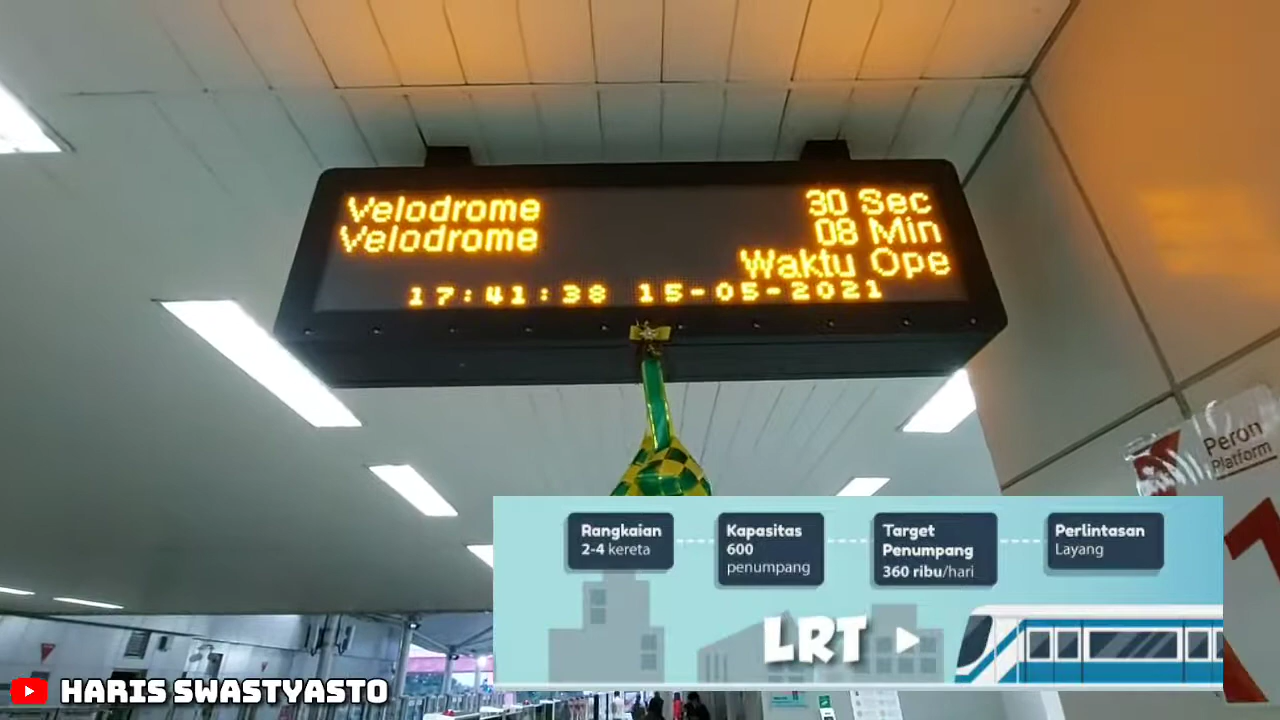 Velodrome 30 Sec
Velodrome 08 Min
Waktu Ope
17:41:38 15-05-2021
Peron
Platform
1
Rangkaian
2-4 kereta
Kapasitas
600
penumpang
Target
Penumpang
360 ribu/hari
Perlintasan
Layang
LRT
HARIS SWASTYASTO